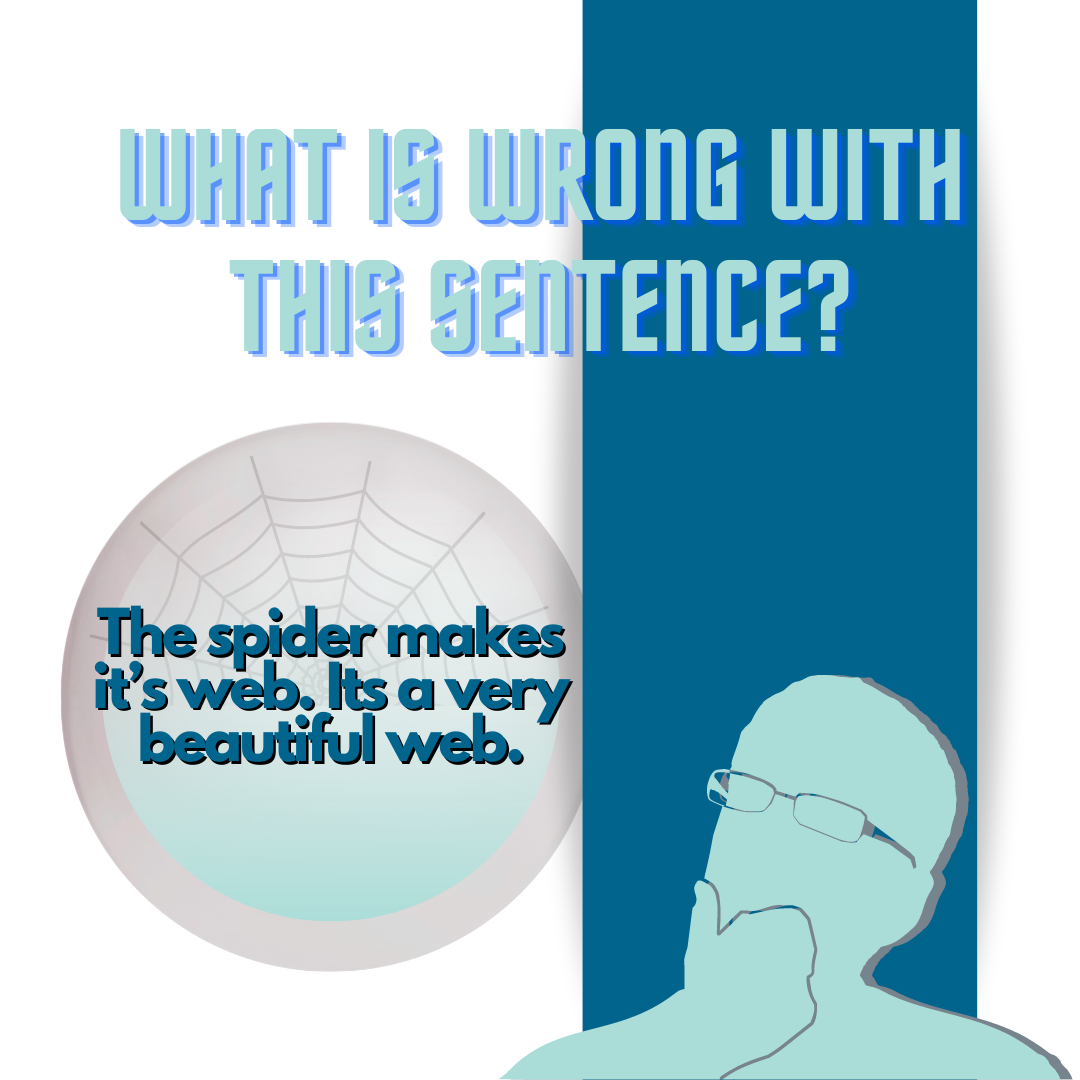 WHAT IS WRONG WITH
THIS SENTENCE?
The spider makes
it’s web. Its a very
beautiful web.